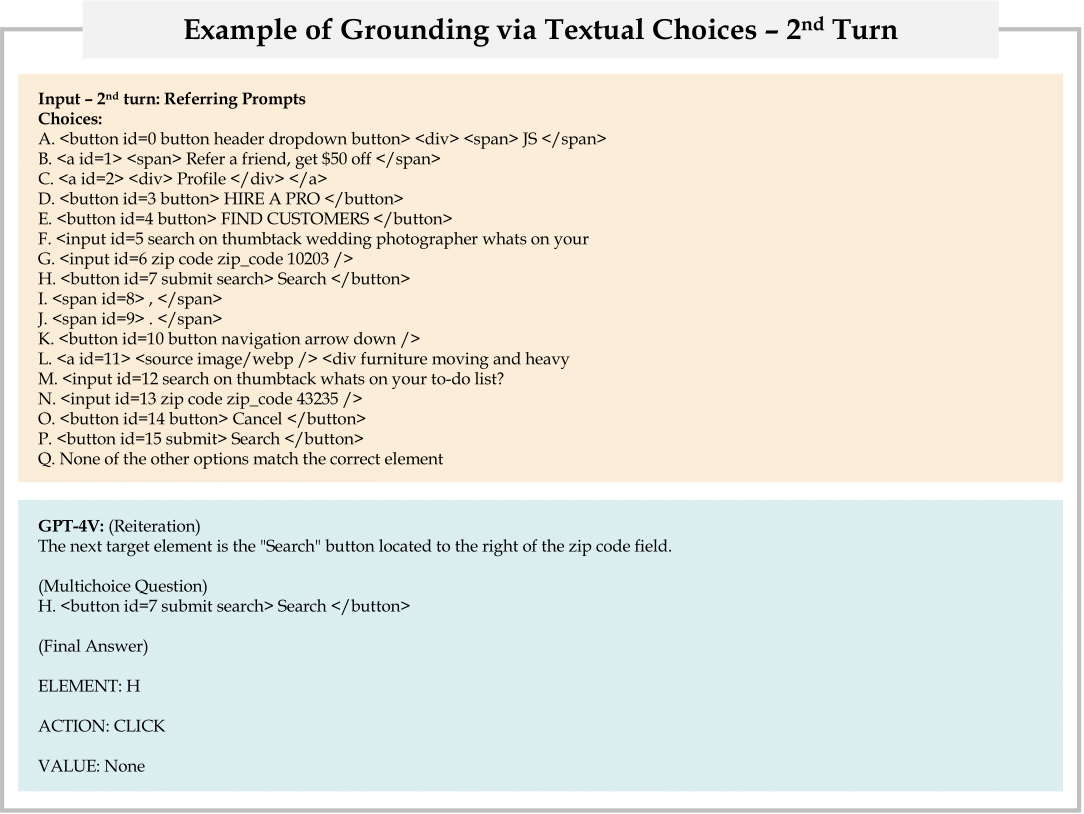 Example of Grounding via Textual Choices – 2nd Turn
Input – 2nd turn: Referring Prompts
Choices:
A. <button id=0 button header dropdown button> <div> <span> JS </span>
B. <a id=1> <span> Refer a friend, get $50 off </span>
C. <a id=2> <div> Profile </div> </a>
D. <button id=3 button> HIRE A PRO </button>
E. <button id=4 button> FIND CUSTOMERS </button>
F. <input id=5 search on thumbtack wedding photographer whats on your
G. <input id=6 zip code zip_code 10203 />
H. <button id=7 submit search> Search </button>
I. <span id=8> , </span>
J. <span id=9> . </span>
K. <button id=10 button navigation arrow down />
L. <a id=11> <source image/webp /> <div furniture moving and heavy
M. <input id=12 search on thumbtack whats on your to-do list?
N. <input id=13 zip code zip_code 43235 />
O. <button id=14 button> Cancel </button>
P. <button id=15 submit> Search </button>
Q. None of the other options match the correct element
GPT-4V: (Reiteration)
The next target element is the "Search" button located to the right of the zip code field.
(Multichoice Question)
H. <button id=7 submit search> Search </button>
(Final Answer)
ELEMENT: H
ACTION: CLICK
VALUE: None